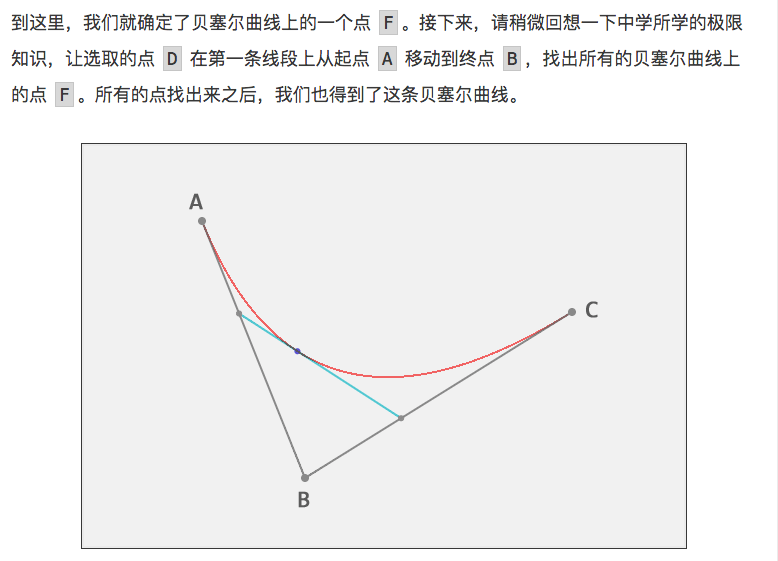 到这里，我们就确定了贝塞尔曲线上的一个点 F 。接下来，请稍微回想一下中学所学的极限
知识，让选取的点 D 在第一条线段上从起点 A 移动到终点 B ，找出所有的贝塞尔曲线上
的点 F 。所有的点找出来之后，我们也得到了这条贝塞尔曲线。
A
C
B